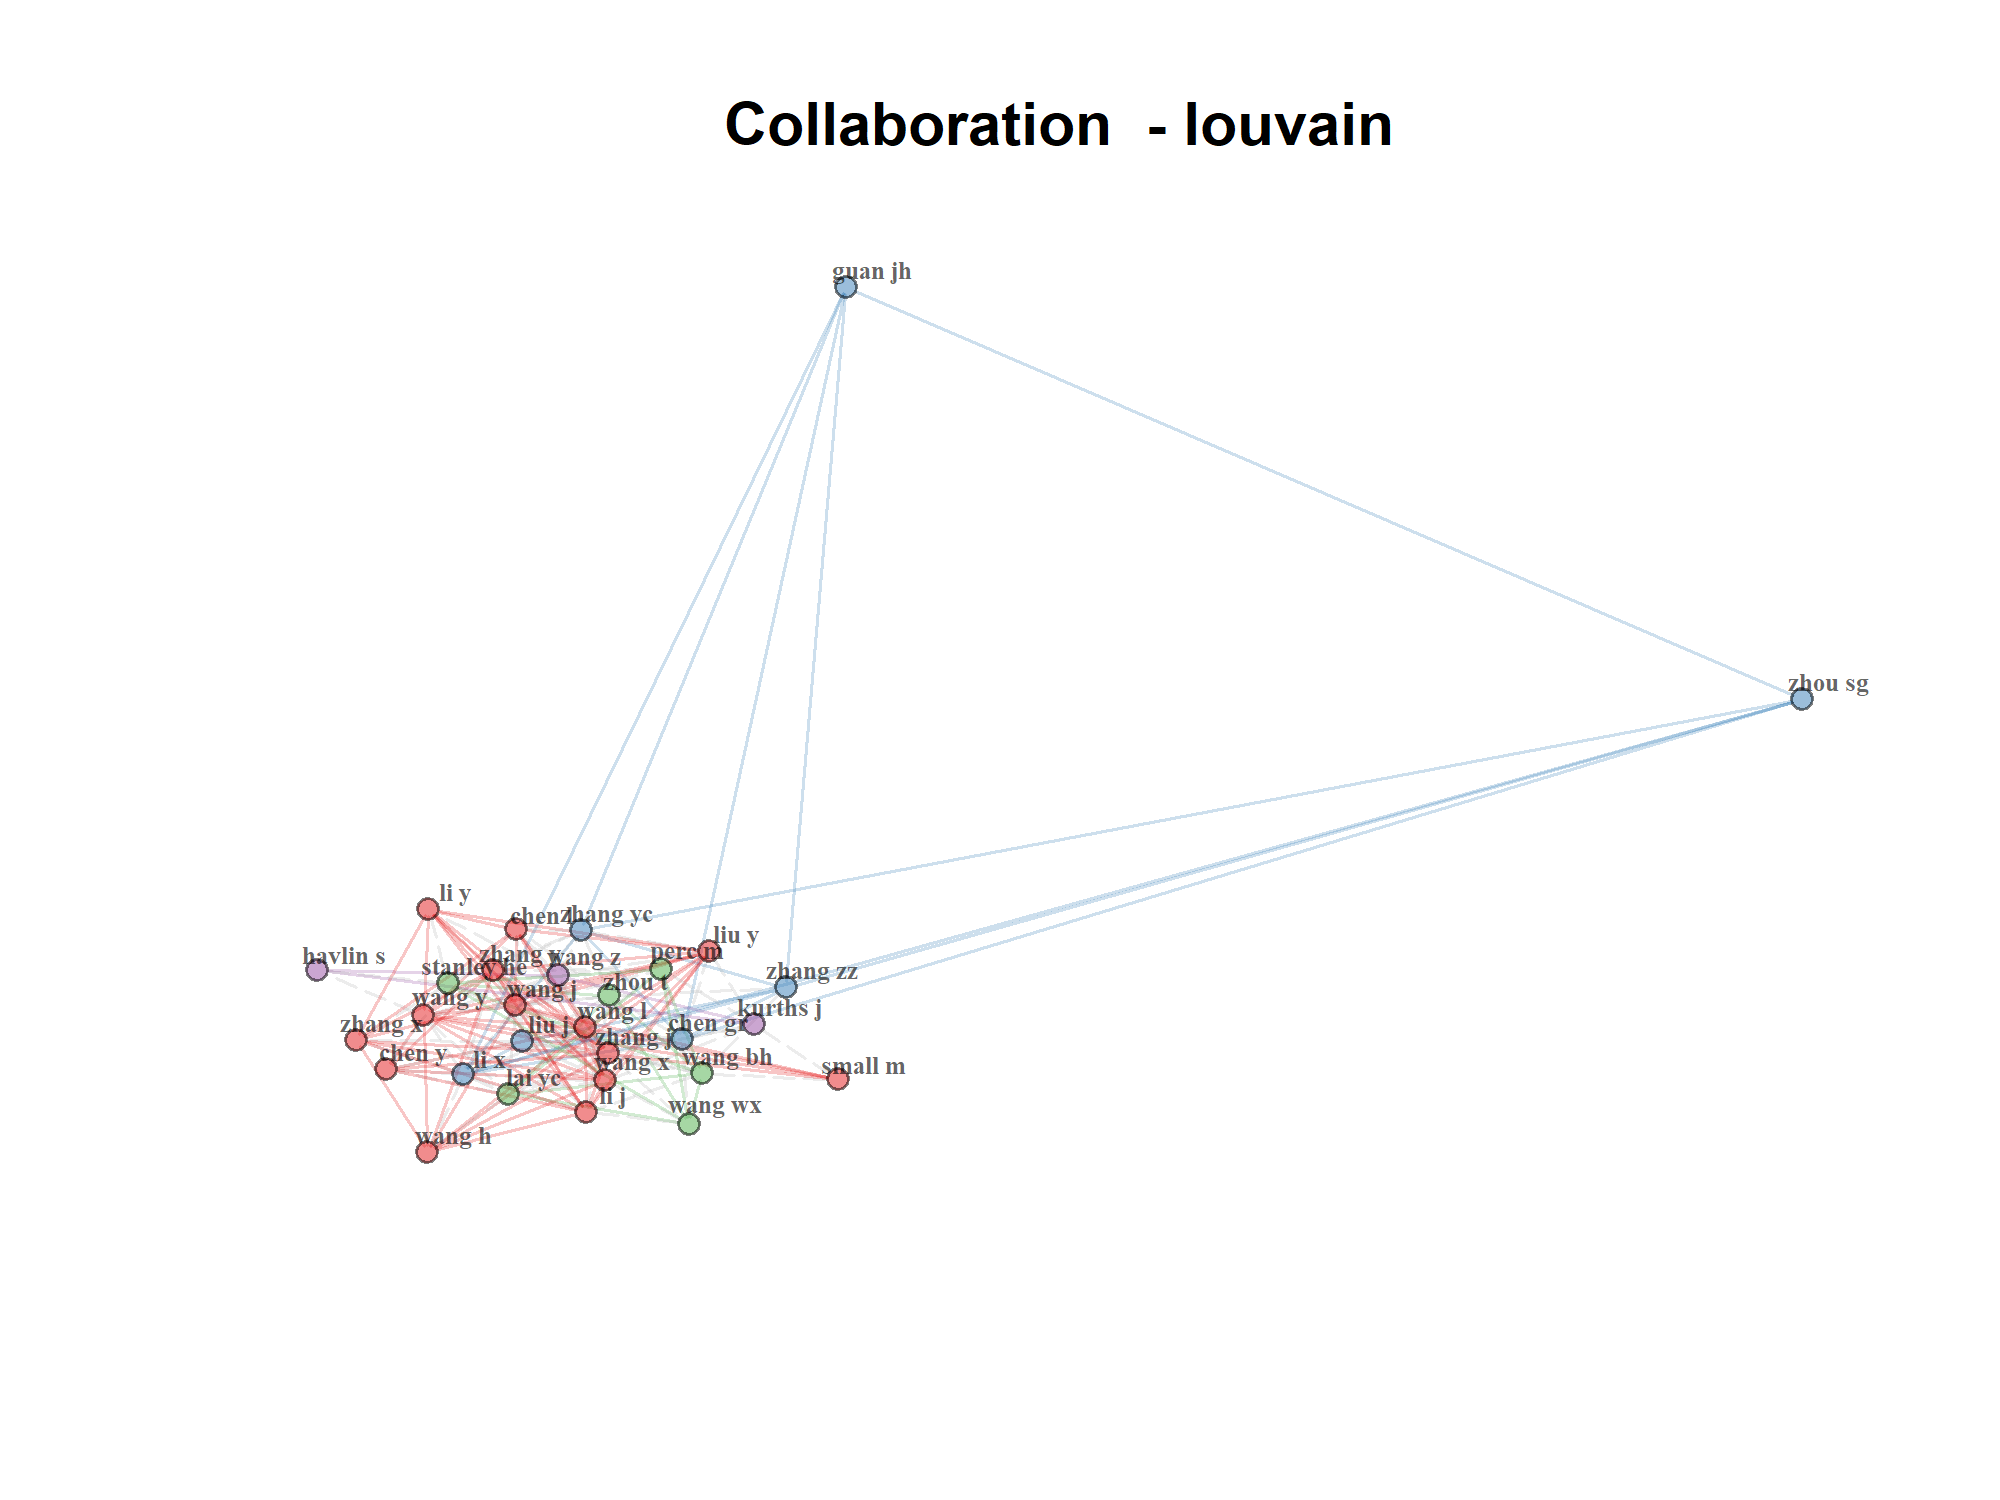 Collaboration  - louvain
guan jh
zhou sg
li y
chen
zhang yc
liu y
havlin s
zhang
wang z
perc m
stanley he
zhang zz
zhou t
wang y
wang j
kurths j
wang l
zhang x
liu j
chen gr
zhang j
chen y
li x
wang x
wang bh
small m
lai yc
li j
wang wx
wang h